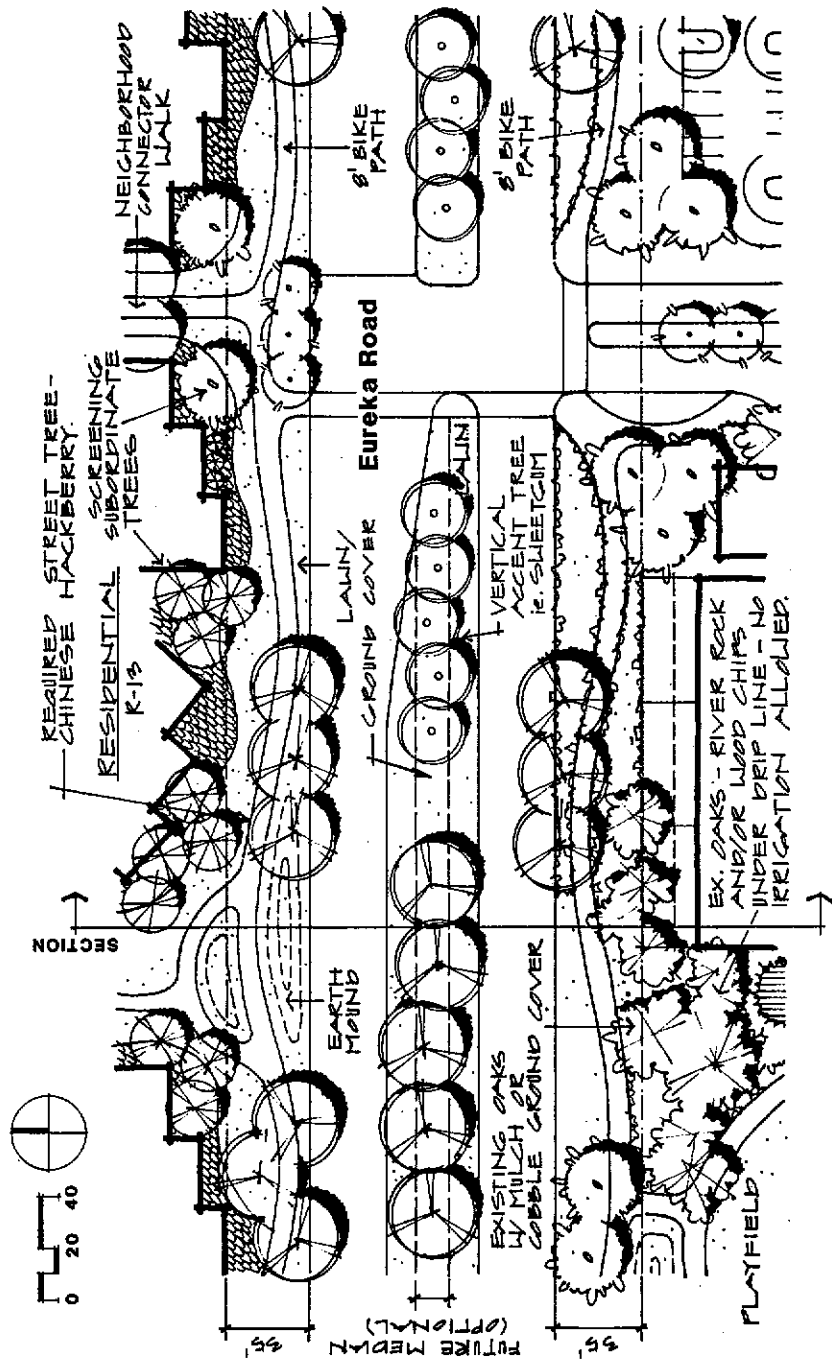 0 20 40
REQUIRED STREET TREE-
CHINESE HACKBERRY.
RESIDENTIAL
R-13
SCREENING
SUBORDINATE
TREES
NEIGHBORHOOD
CONNECTOR
WALK
SECTION
EARTH
MOUND
LAWN/
GROUND COVER
8' BIKE
PATH
Eureka Road
LAWN
VERTICAL
ACCENT TREE
ie. SWEETGUM
8' BIKE
PATH
35'
FUTURE MEDIAN
(OPTIONAL)
35'
EXISTING OAKS
W/ MULCH OR
COBBLE GROUND COVER
PLAYFIELD
EX. OAKS - RIVER ROCK
AND/OR WOOD CHIPS
UNDER DRIP LINE - NO
IRRIGATION ALLOWED.